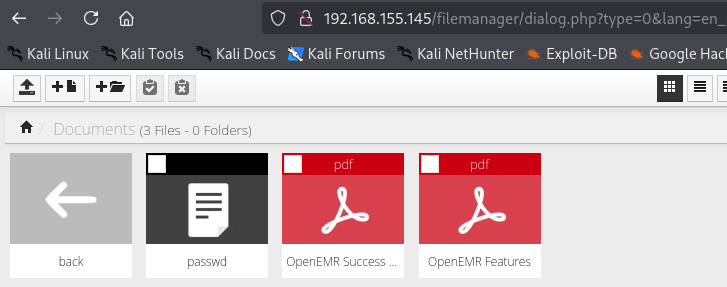 192.168.155.145/filemanager/dialog.php?type=0&lang=en_
Kali Linux Kali Tools Kali Docs Kali Forums Kali NetHunter Exploit-DB Google Hac
Documents (3 Files - 0 Folders)
pdf pdf
back passwd OpenEMR Success ... OpenEMR Features